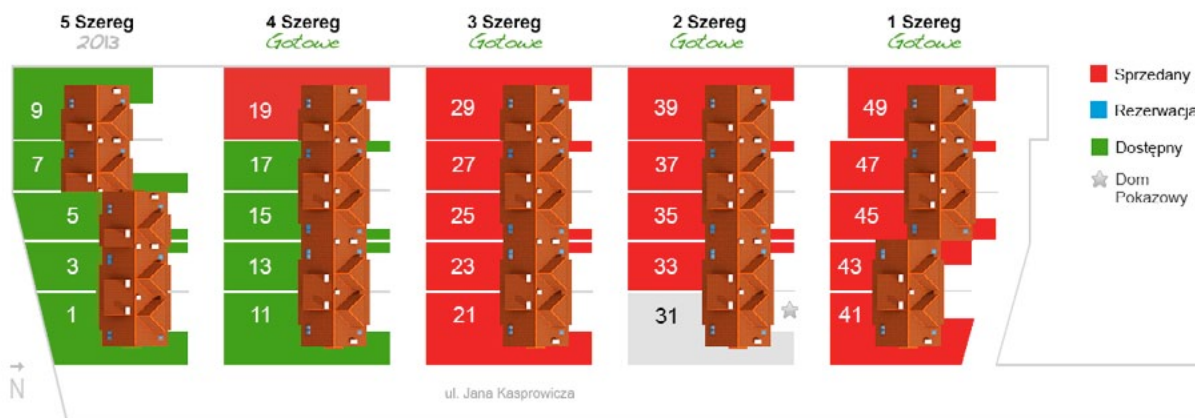 5 Szereg
2013
4 Szereg
Gotowe
3 Szereg
Gotowe
2 Szereg
Gotowe
1 Szereg
Gotowe
9
7
5
3
1
19
17
15
13
11
29
27
25
23
21
39
37
35
33
31
49
47
45
43
41
Sprzedany
Rezerwacja
Dostępny
Dom
Pokazowy
N
ul. Jana Kasprowicza